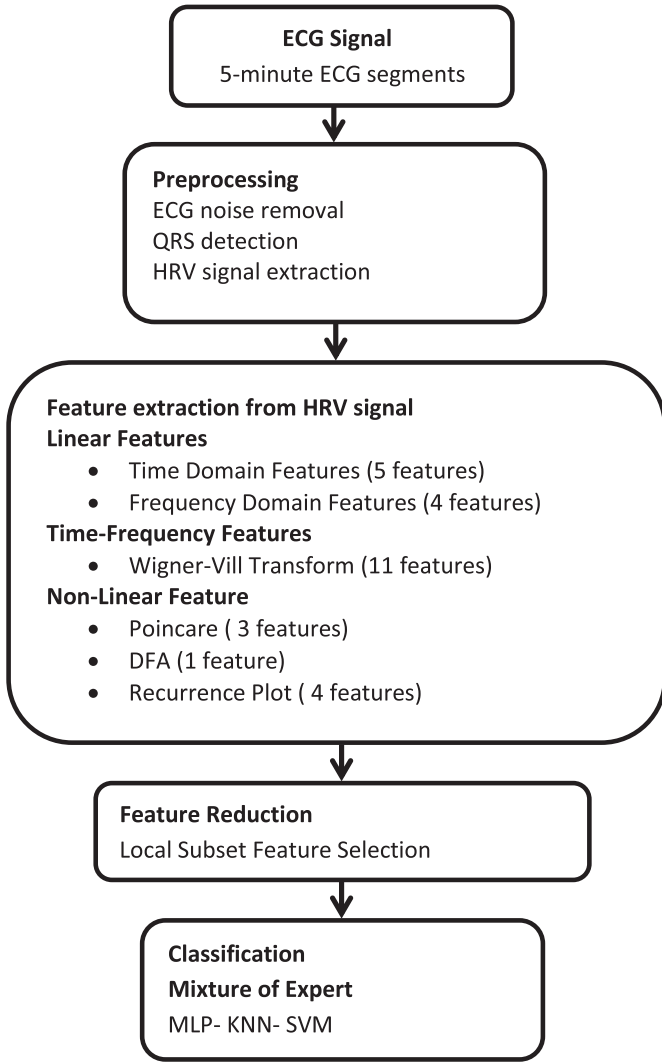 ECG Signal
5-minute ECG segments
Preprocessing
ECG noise removal
QRS detection
HRV signal extraction
Feature extraction from HRV signal
Linear Features
• Time Domain Features (5 features)
• Frequency Domain Features (4 features)
Time-Frequency Features
• Wigner-Vill Transform (11 features)
Non-Linear Feature
• Poincare ( 3 features)
• DFA (1 feature)
• Recurrence Plot ( 4 features)
Feature Reduction
Local Subset Feature Selection
Classification
Mixture of Expert
MLP- KNN- SVM